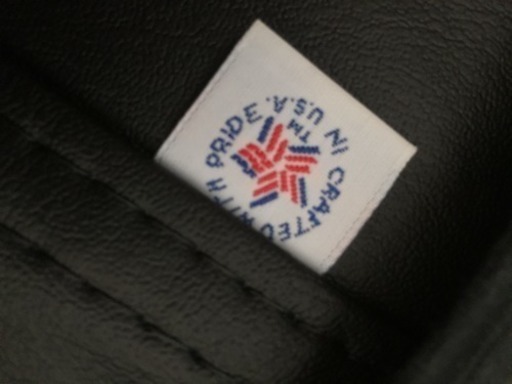 CRAFTED WITH PRIDE IN U.S.A.
TM